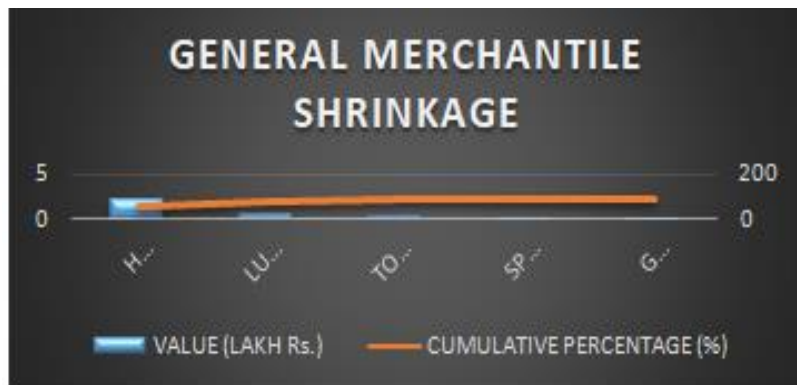 GENERAL MERCHANTILE
SHRINKAGE
5 200
0 0
H... LU... TO... SP... G...
VALUE (LAKH Rs.) CUMULATIVE PERCENTAGE (%)